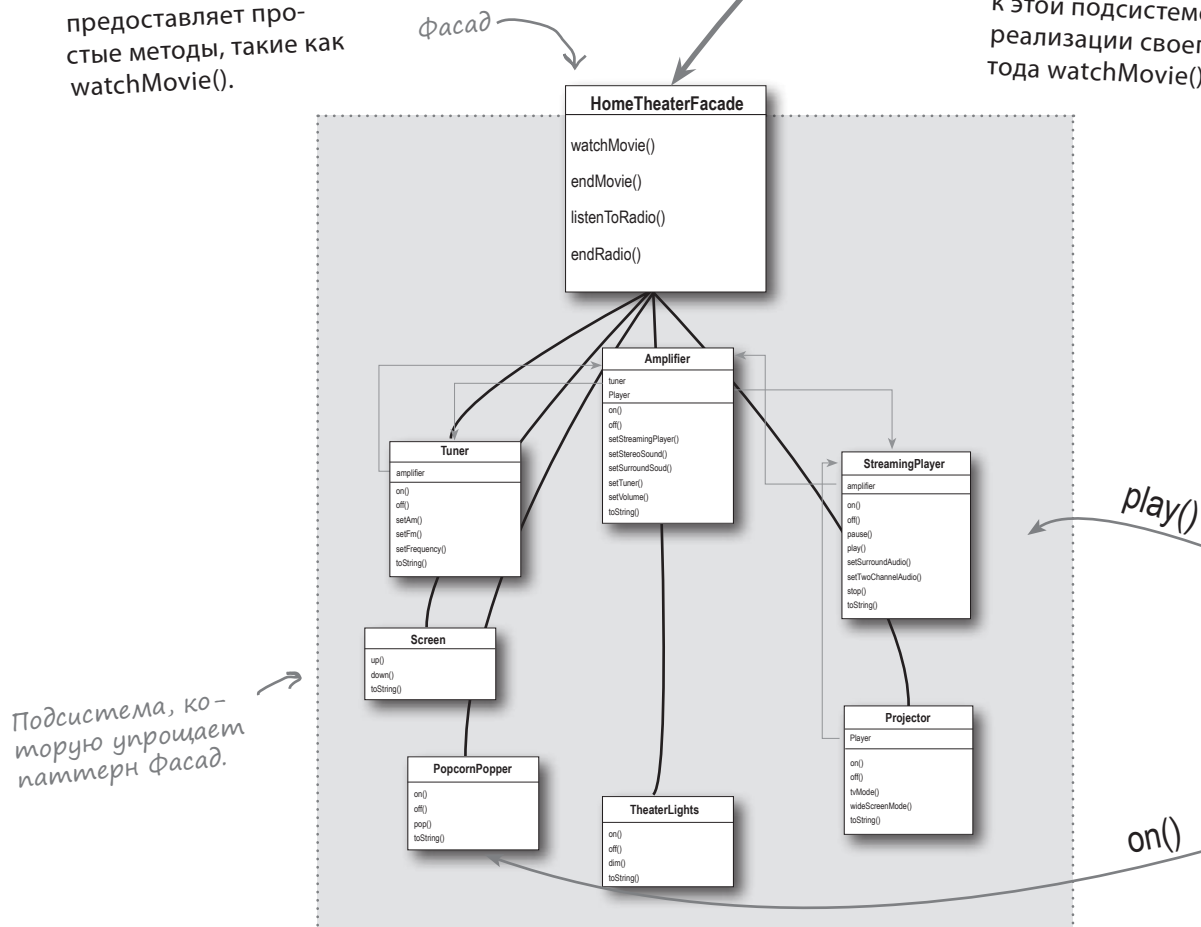 предоставляет про-
стые методы, такие как
watchMovie().
Фасад
к этой подсистеме
реализации своег
тода watchMovie()
HomeTheaterFacade
watchMovie()
endMovie()
listenToRadio()
endRadio()
Amplifier
tuner
Player
on()
off()
setStreamingPlayer()
setStereoSound()
setSurroundSoud()
setTuner()
setVolume()
toString()
Tuner
amplifier
on()
off()
setAm()
setFm()
setFrequency()
toString()
StreamingPlayer
amplifier
on()
off()
pause()
play()
setSurroundAudio()
setTwoChannelAudio()
stop()
toString()
play()
Screen
up()
down()
toString()
Подсистема, ко-
торую упрощает
паттерн Фасад.
Projector
Player
on()
off()
tvMode()
wideScreenMode()
toString()
PopcornPopper
on()
off()
pop()
toString()
TheaterLights
on()
off()
dim()
toString()
on()